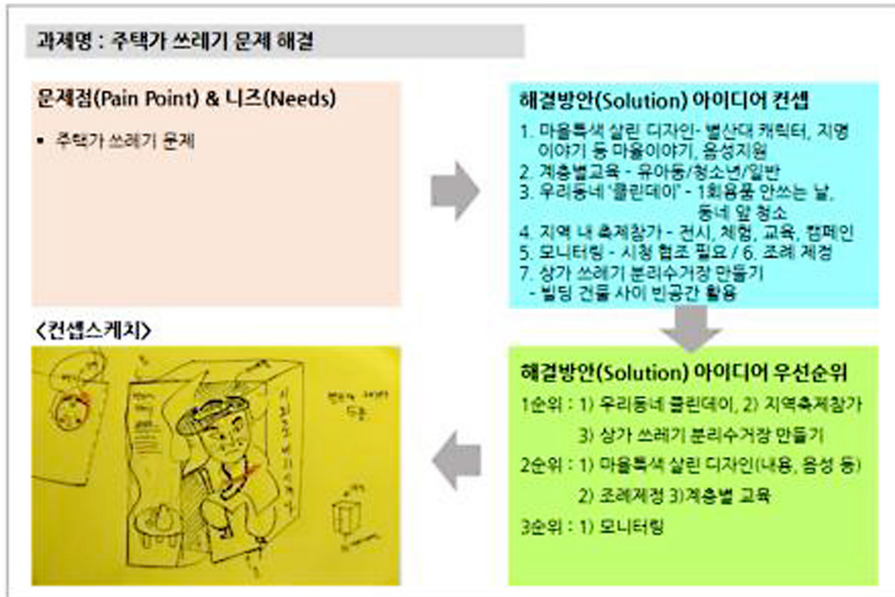 과제명 : 주택가 쓰레기 문제 해결
문제점(Pain Point) & 니즈(Needs)
▪ 주택가 쓰레기 문제
해결방안(Solution) 아이디어 컨셉
1. 마을특색 살린 디자인- 별산대 캐릭터, 지명
이야기 등 마을이야기, 음성지원
2. 계층별교육 - 유아동/청소년/일반
3. 우리동네 '클린데이' - 1회용품 안쓰는 날,
동네 앞 청소
4. 지역 내 축제참가 - 전시, 체험, 교육, 캠페인
5. 모니터링 - 시청 협조 필요 / 6. 조례 제정
7. 상가 쓰레기 분리수거장 만들기
- 빌딩 건물 사이 빈공간 활용
해결방안(Solution) 아이디어 우선순위
1순위 : 1) 우리동네 클린데이, 2) 지역축제참가
3) 상가 쓰레기 분리수거장 만들기
2순위 : 1) 마을특색 살린 디자인(내용, 음성 등)
2) 조례제정 3)계층별 교육
3순위 : 1) 모니터링
<컨셉스케치>